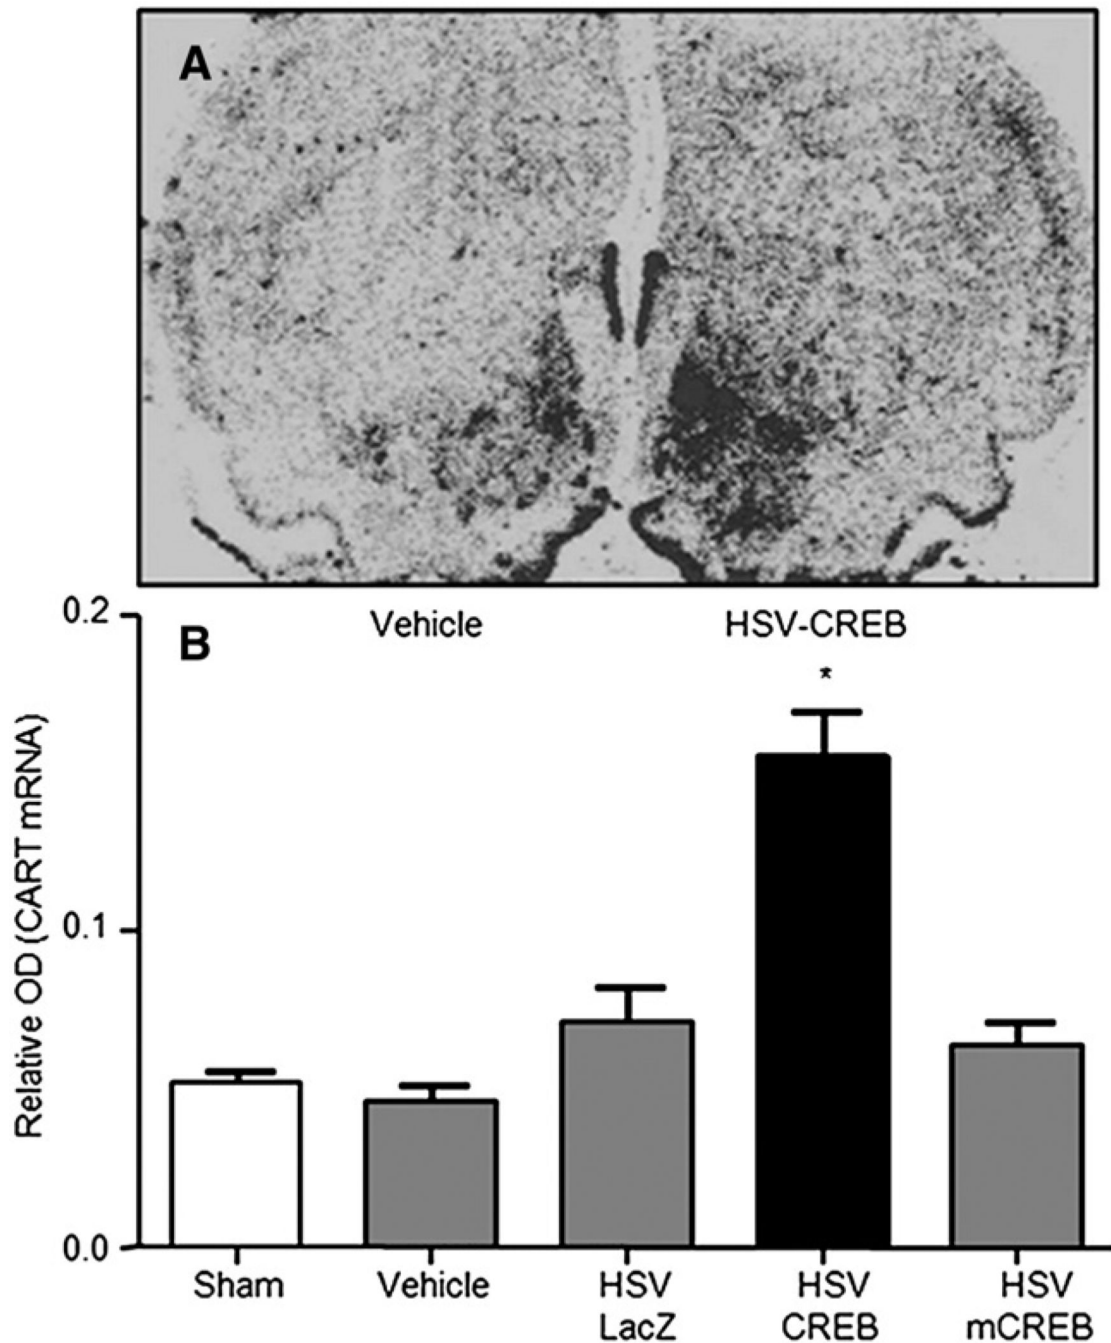 A
Vehicle HSV-CREB
B
*
0.2
0.1
0.0
Relative OD (CART mRNA)
Sham Vehicle HSV HSV HSV
LacZ CREB mCREB